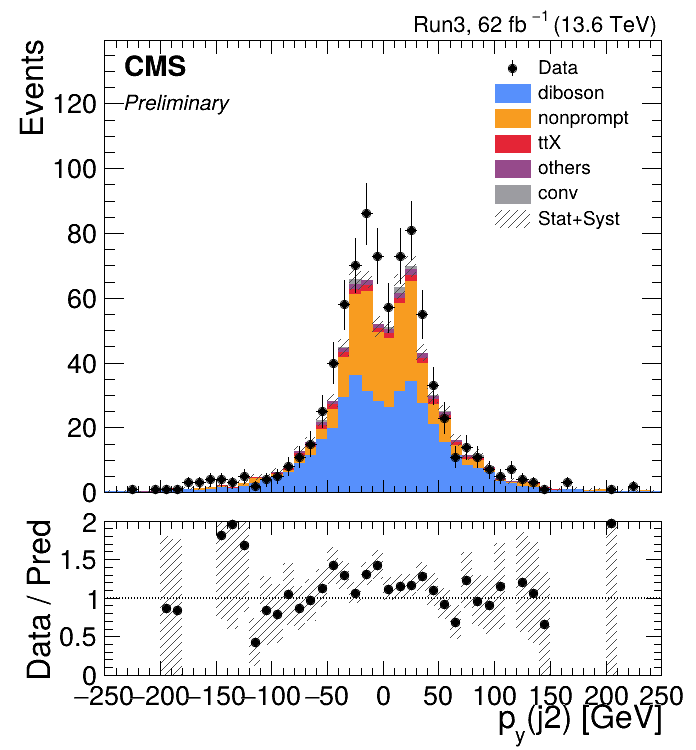 Run3, 62 fb⁻¹ (13.6 TeV)
CMS
Preliminary
Events
Data
diboson
nonprompt
ttX
others
conv
Stat+Syst
120
100
80
60
40
20
0
Data / Pred
2
1.5
1
0.5
0
−250 −200 −150 −100 −50 0 50 100 150 200 250
p_y(j2) [GeV]